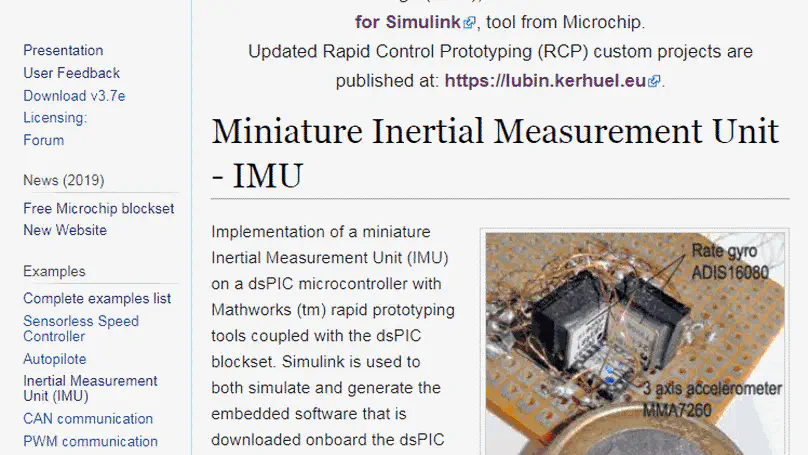 for Simulink, tool from Microchip.
Updated Rapid Control Prototyping (RCP) custom projects are
published at: https://lubin.kerhuel.eu.
Presentation
User Feedback
Download v3.7e
Licensing:
Forum
News (2019)
Free Microchip blockset
New Website
Examples
Complete examples list
Sensorless Speed
Controller
Autopilote
Inertial Measurement
Unit (IMU)
CAN communication
PWM communication
Miniature Inertial Measurement Unit
- IMU
Implementation of a miniature
Inertial Measurement Unit (IMU)
on a dsPIC microcontroller with
Mathworks (tm) rapid prototyping
tools coupled with the dsPIC
blockset. Simulink is used to
both simulate and generate the
embedded software that is
downloaded onboard the dsPIC
Rate gyro
ADIS16080
3 axis accelerometer
MMA7260